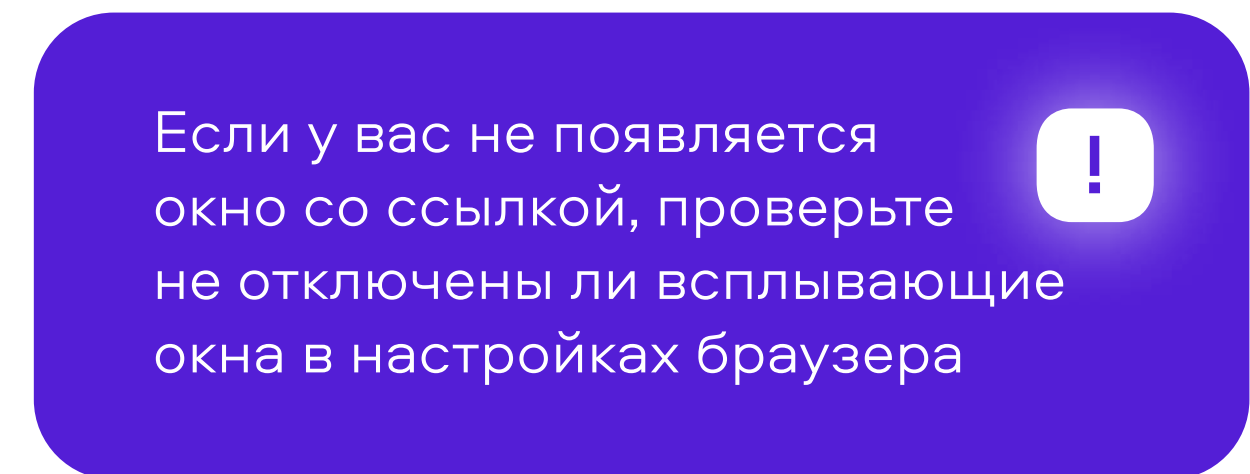 Если у вас не появляется
окно со ссылкой, проверьте
не отключены ли всплывающие
окна в настройках браузера
!